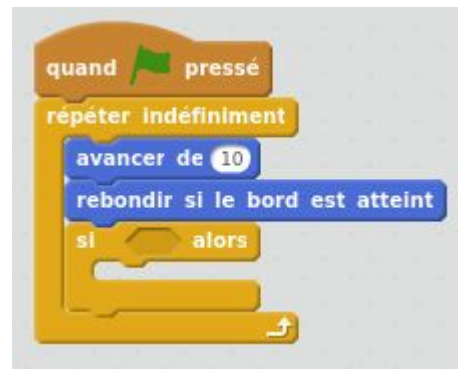 quand pressé
répéter indéfiniment
avancer de 10
rebondir si le bord est atteint
si alors